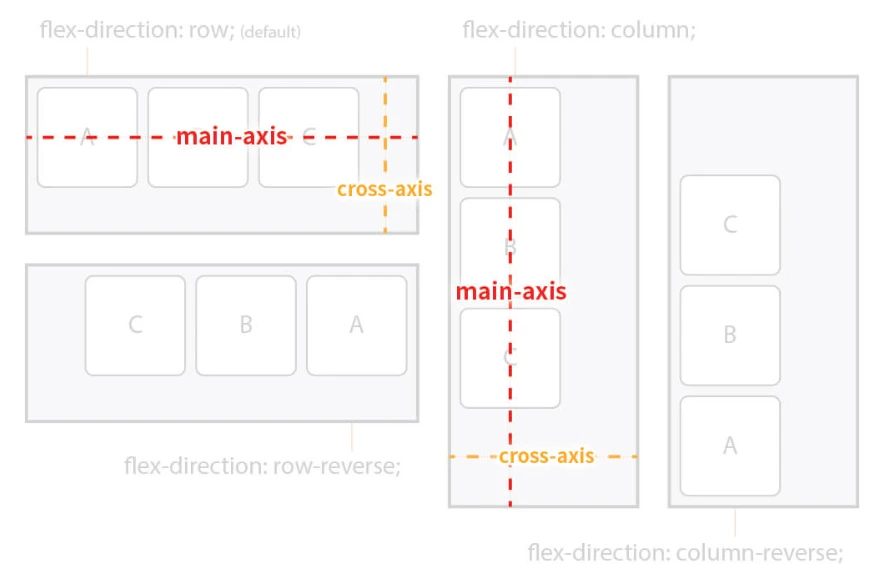 flex-direction: row; (default)
A
main-axis
C
cross-axis
C B A
flex-direction: row-reverse;
flex-direction: column;
A
B
main-axis
C
cross-axis
C
B
A
flex-direction: column-reverse;